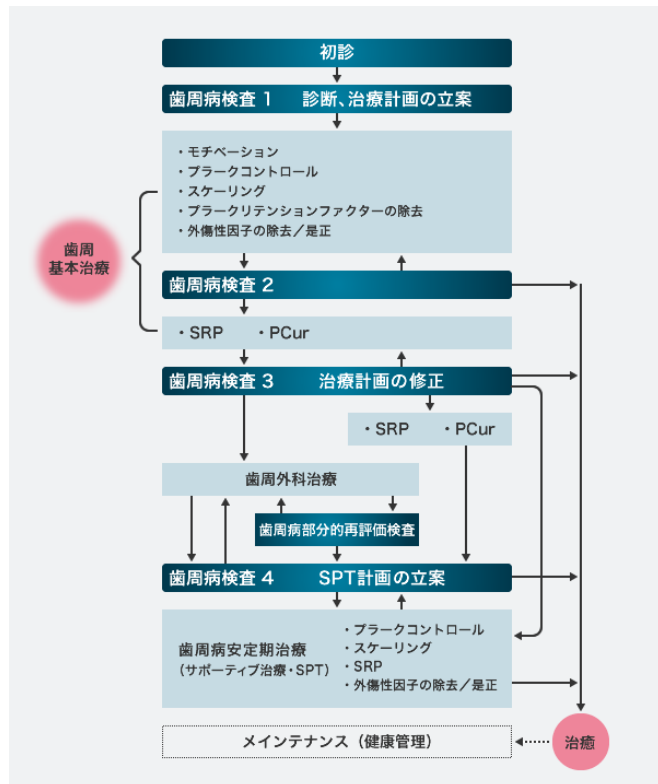 初診
歯周病検査 1 診断、治療計画の立案
・モチベーション
・プラークコントロール
・スケーリング
・プラークリテンションファクターの除去
・外傷性因子の除去／是正
歯周
基本治療
歯周病検査 2
・SRP ・PCur
歯周病検査 3 治療計画の修正
・SRP ・PCur
歯周外科治療
歯周病部分的再評価検査
歯周病検査 4 SPT計画の立案
歯周病安定期治療
（サポーティブ治療・SPT）
・プラークコントロール
・スケーリング
・SRP
・外傷性因子の除去／是正
メインテナンス（健康管理）
治癒